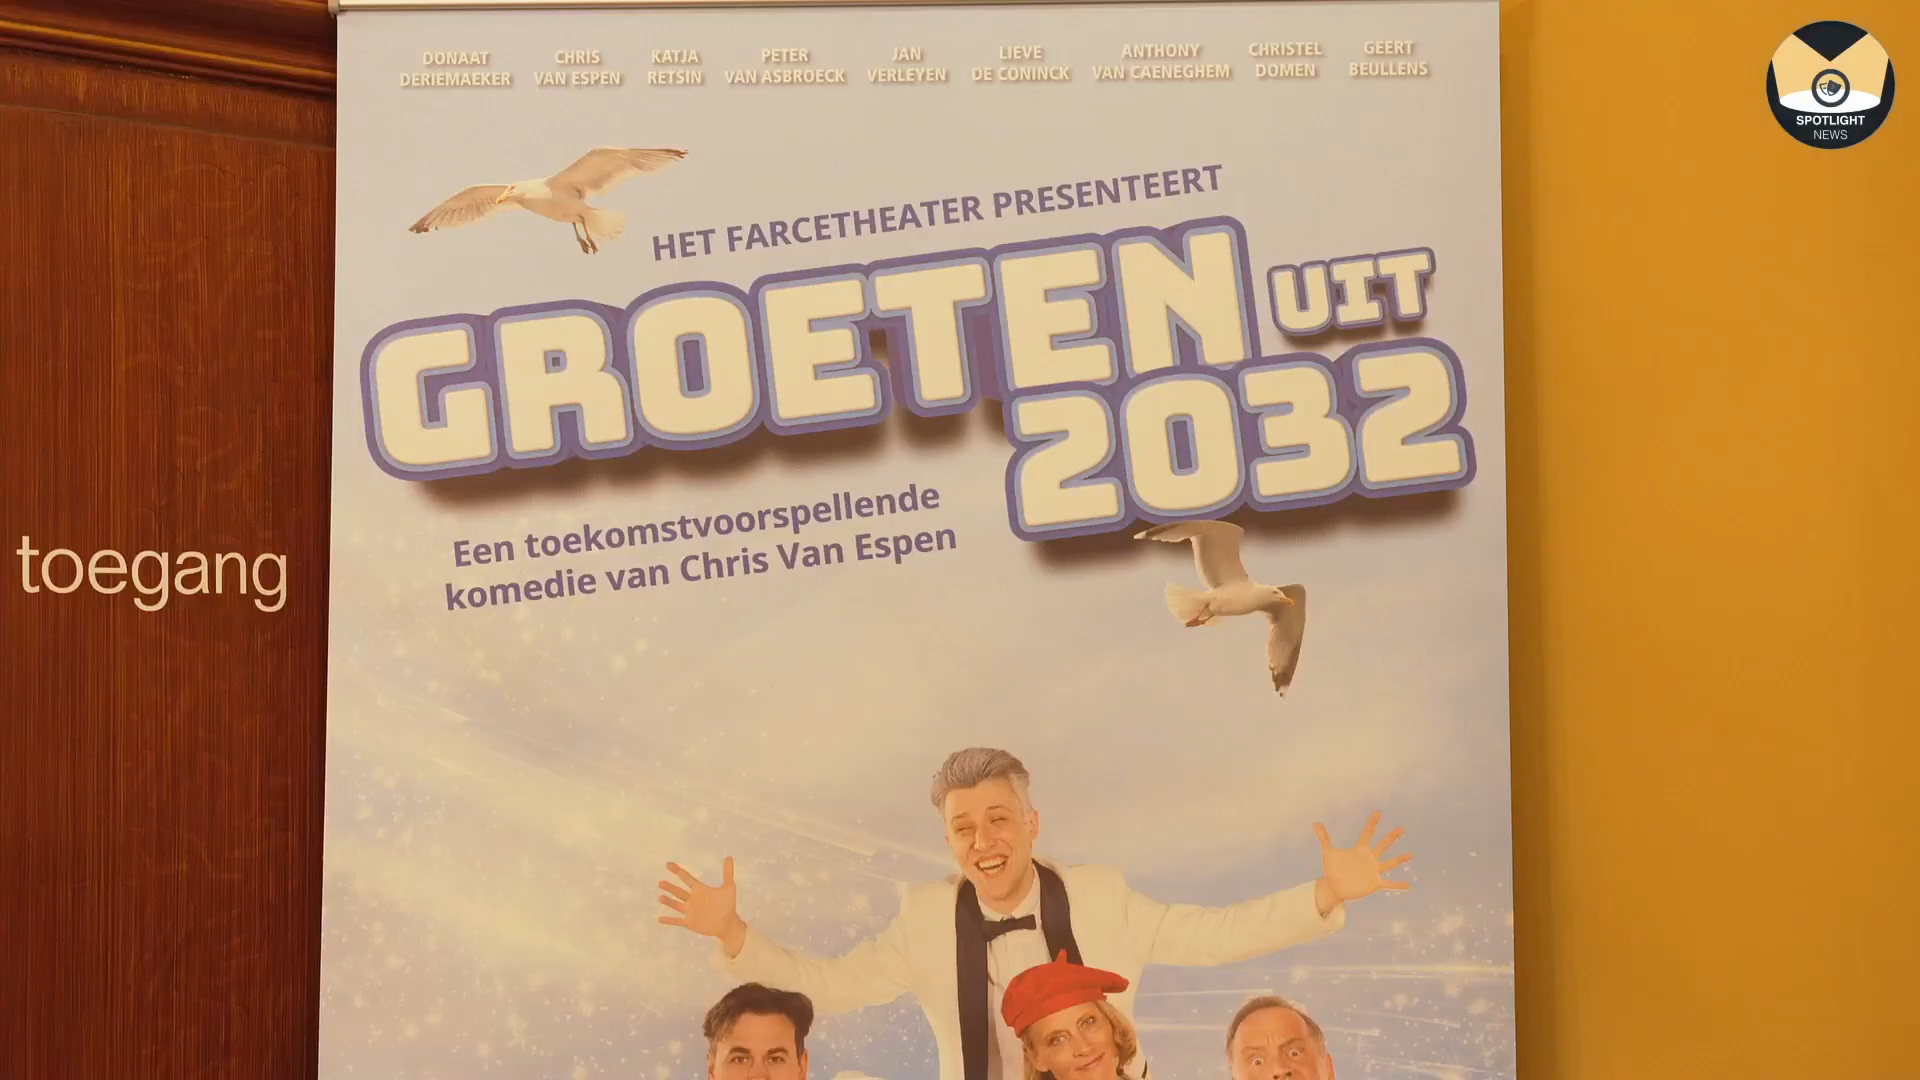 DONAAT
DERIEMAEKER
CHRIS
VAN ESPEN
KATJA
RETSIN
PETER
VAN ASBROECK
JAN
VERLEYEN
LIEVE
DE CONINCK
ANTHONY
VAN CAENEGHEM
CHRISTEL
DOMEN
GEERT
BEULLENS
SPOTLIGHT
NEWS
HET FARCETHEATER PRESENTEERT
GROETEN UIT
2032
Een toekomstvoorspellende
komedie van Chris Van Espen
toegang